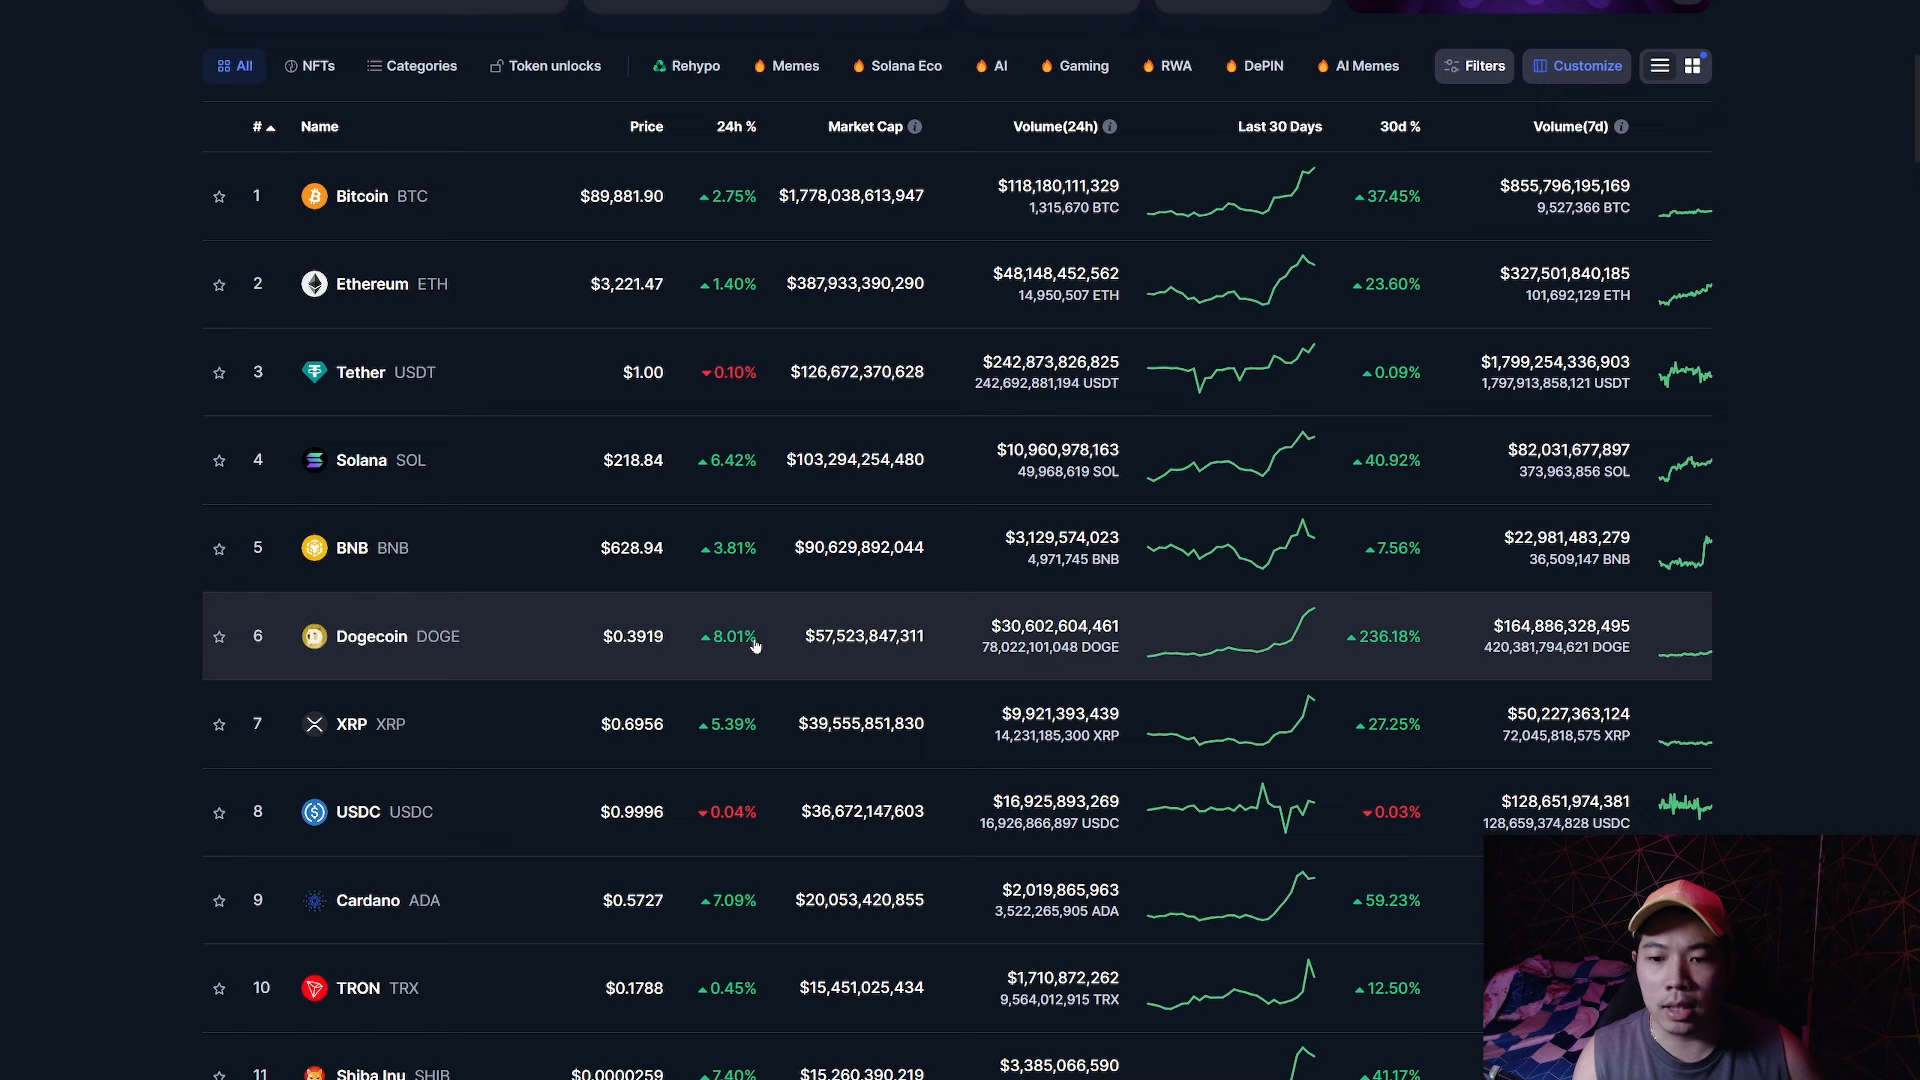 All NFTs Categories Token unlocks Rehypo Memes Solana Eco AI Gaming RWA DePIN AI Memes Filters Customize
# Name Price 24h % Market Cap Volume(24h) Last 30 Days 30d % Volume(7d)
1 Bitcoin BTC $89,881.90 2.75% $1,778,038,613,947 $118,180,111,329 37.45% $855,796,195,169
1,315,670 BTC 9,527,366 BTC
2 Ethereum ETH $3,221.47 1.40% $387,933,390,290 $48,148,452,562 23.60% $327,501,840,185
14,950,507 ETH 101,692,129 ETH
3 Tether USDT $1.00 0.10% $126,672,370,628 $242,873,826,825 0.09% $1,799,254,336,903
242,692,881,194 USDT 1,797,913,858,121 USDT
4 Solana SOL $218.84 6.42% $103,294,254,480 $10,960,978,163 40.92% $82,031,677,897
49,968,619 SOL 373,963,856 SOL
5 BNB BNB $628.94 3.81% $90,629,892,044 $3,129,574,023 7.56% $22,981,483,279
4,971,745 BNB 36,509,147 BNB
6 Dogecoin DOGE $0.3919 8.01% $57,523,847,311 $30,602,604,461 236.18% $164,886,328,495
78,022,101,048 DOGE 420,381,794,621 DOGE
7 XRP XRP $0.6956 5.39% $39,555,851,830 $9,921,393,439 27.25% $50,227,363,124
14,231,185,300 XRP 72,045,818,575 XRP
8 USDC USDC $0.9996 0.04% $36,672,147,603 $16,925,893,269 0.03% $128,651,974,381
16,926,866,897 USDC 128,659,374,828 USDC
9 Cardano ADA $0.5727 7.09% $20,053,420,855 $2,019,865,963 59.23%
3,522,265,905 ADA
10 TRON TRX $0.1788 0.45% $15,451,025,434 $1,710,872,262 12.50%
9,564,012,915 TRX
11 Shiba Inu SHIB $0.0000259 7.40% $15,260,390,219 $3,385,066,590 41.17%